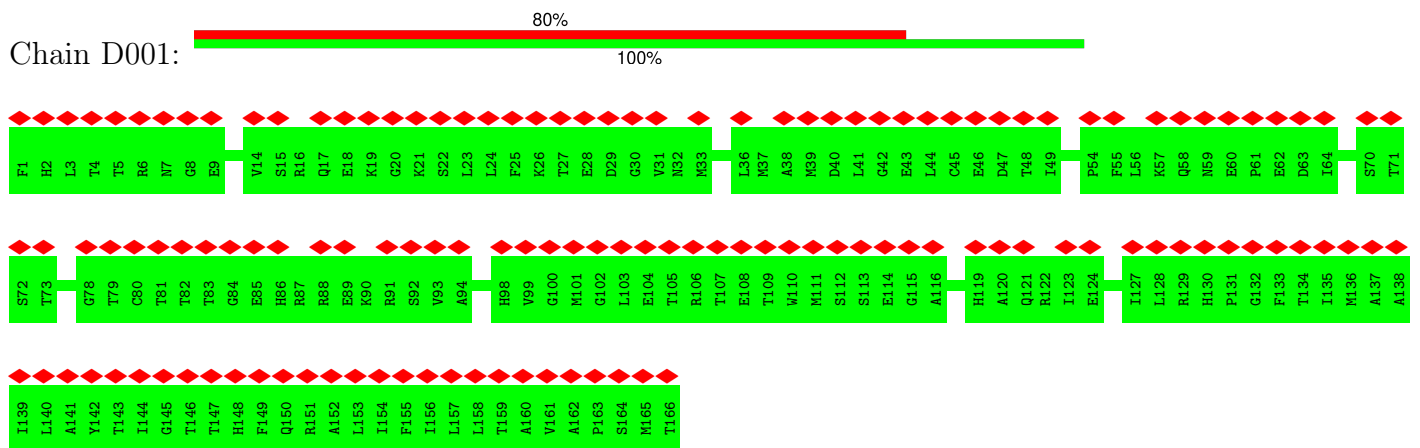 80%
Chain D001:
100%
F1 H2 L3 T4 T5 R6 N7 G8 E9 V14 S15 R16 Q17 E18 K19 G20 K21 S22 L23 L24 F25 K26 T27 E28 D29 G30 V31 N32 M33 L36 M37 A38 M39 D40 L41 G42 E43 L44 C45 E46 D47 T48 I49 P54 F55 L56 K57 Q58 N59 E60 P61 E62 D63 I64 S70 T71
S72 T73 G78 T79 C80 T81 T82 T83 G84 E85 H86 R87 R88 E89 K90 R91 S92 V93 A94 H98 V99 G100 M101 G102 L103 E104 T105 R106 T107 E108 T109 W110 M111 S112 S113 E114 G115 A116 H119 A120 Q121 R122 I123 E124 I127 L128 R129 H130 P131 G132 F133 T134 I135 M136 A137 A138
I139 L140 A141 Y142 T143 I144 G145 T146 T147 H148 F149 Q150 R151 A152 L153 I154 F155 I156 L157 L158 T159 A160 V161 A162 P163 S164 M165 T166